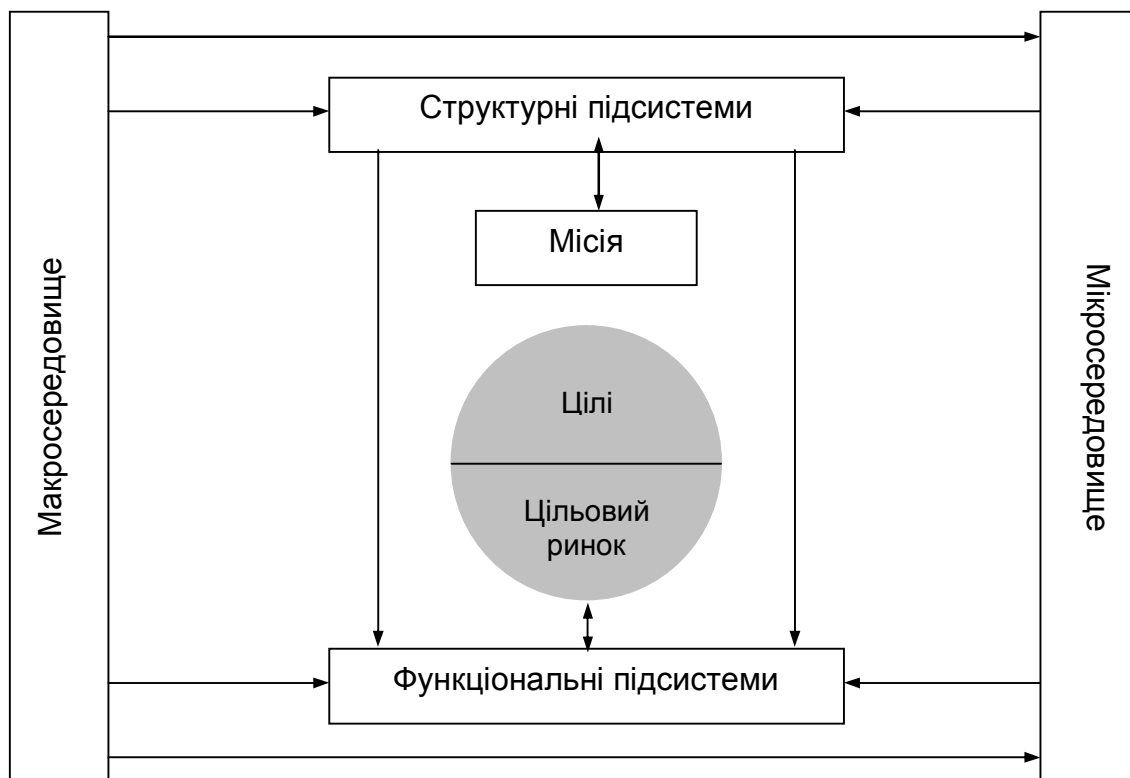 Макросередовище
Структурні підсистеми
Місія
Цілі
Цільовий
ринок
Функціональні підсистеми
Мікросередовище